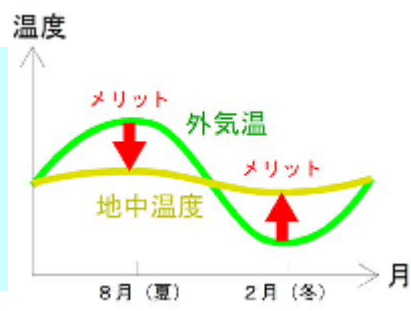 温度
メリット
外気温
メリット
地中温度
月
8月（夏）
2月（冬）